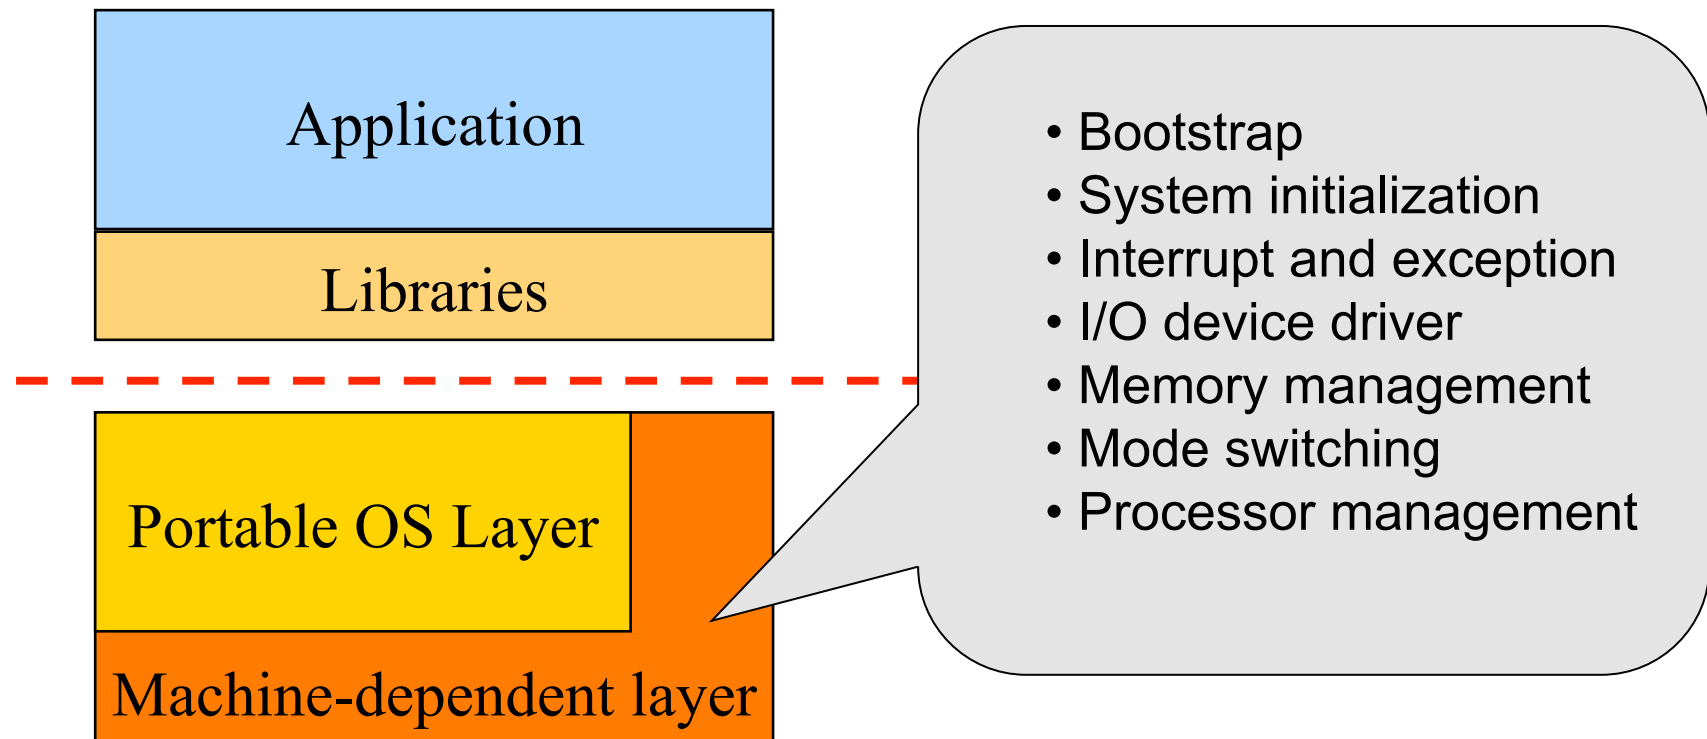 Application
Libraries
Portable OS Layer
Machine-dependent layer
• Bootstrap
• System initialization
• Interrupt and exception
• I/O device driver
• Memory management
• Mode switching
• Processor management